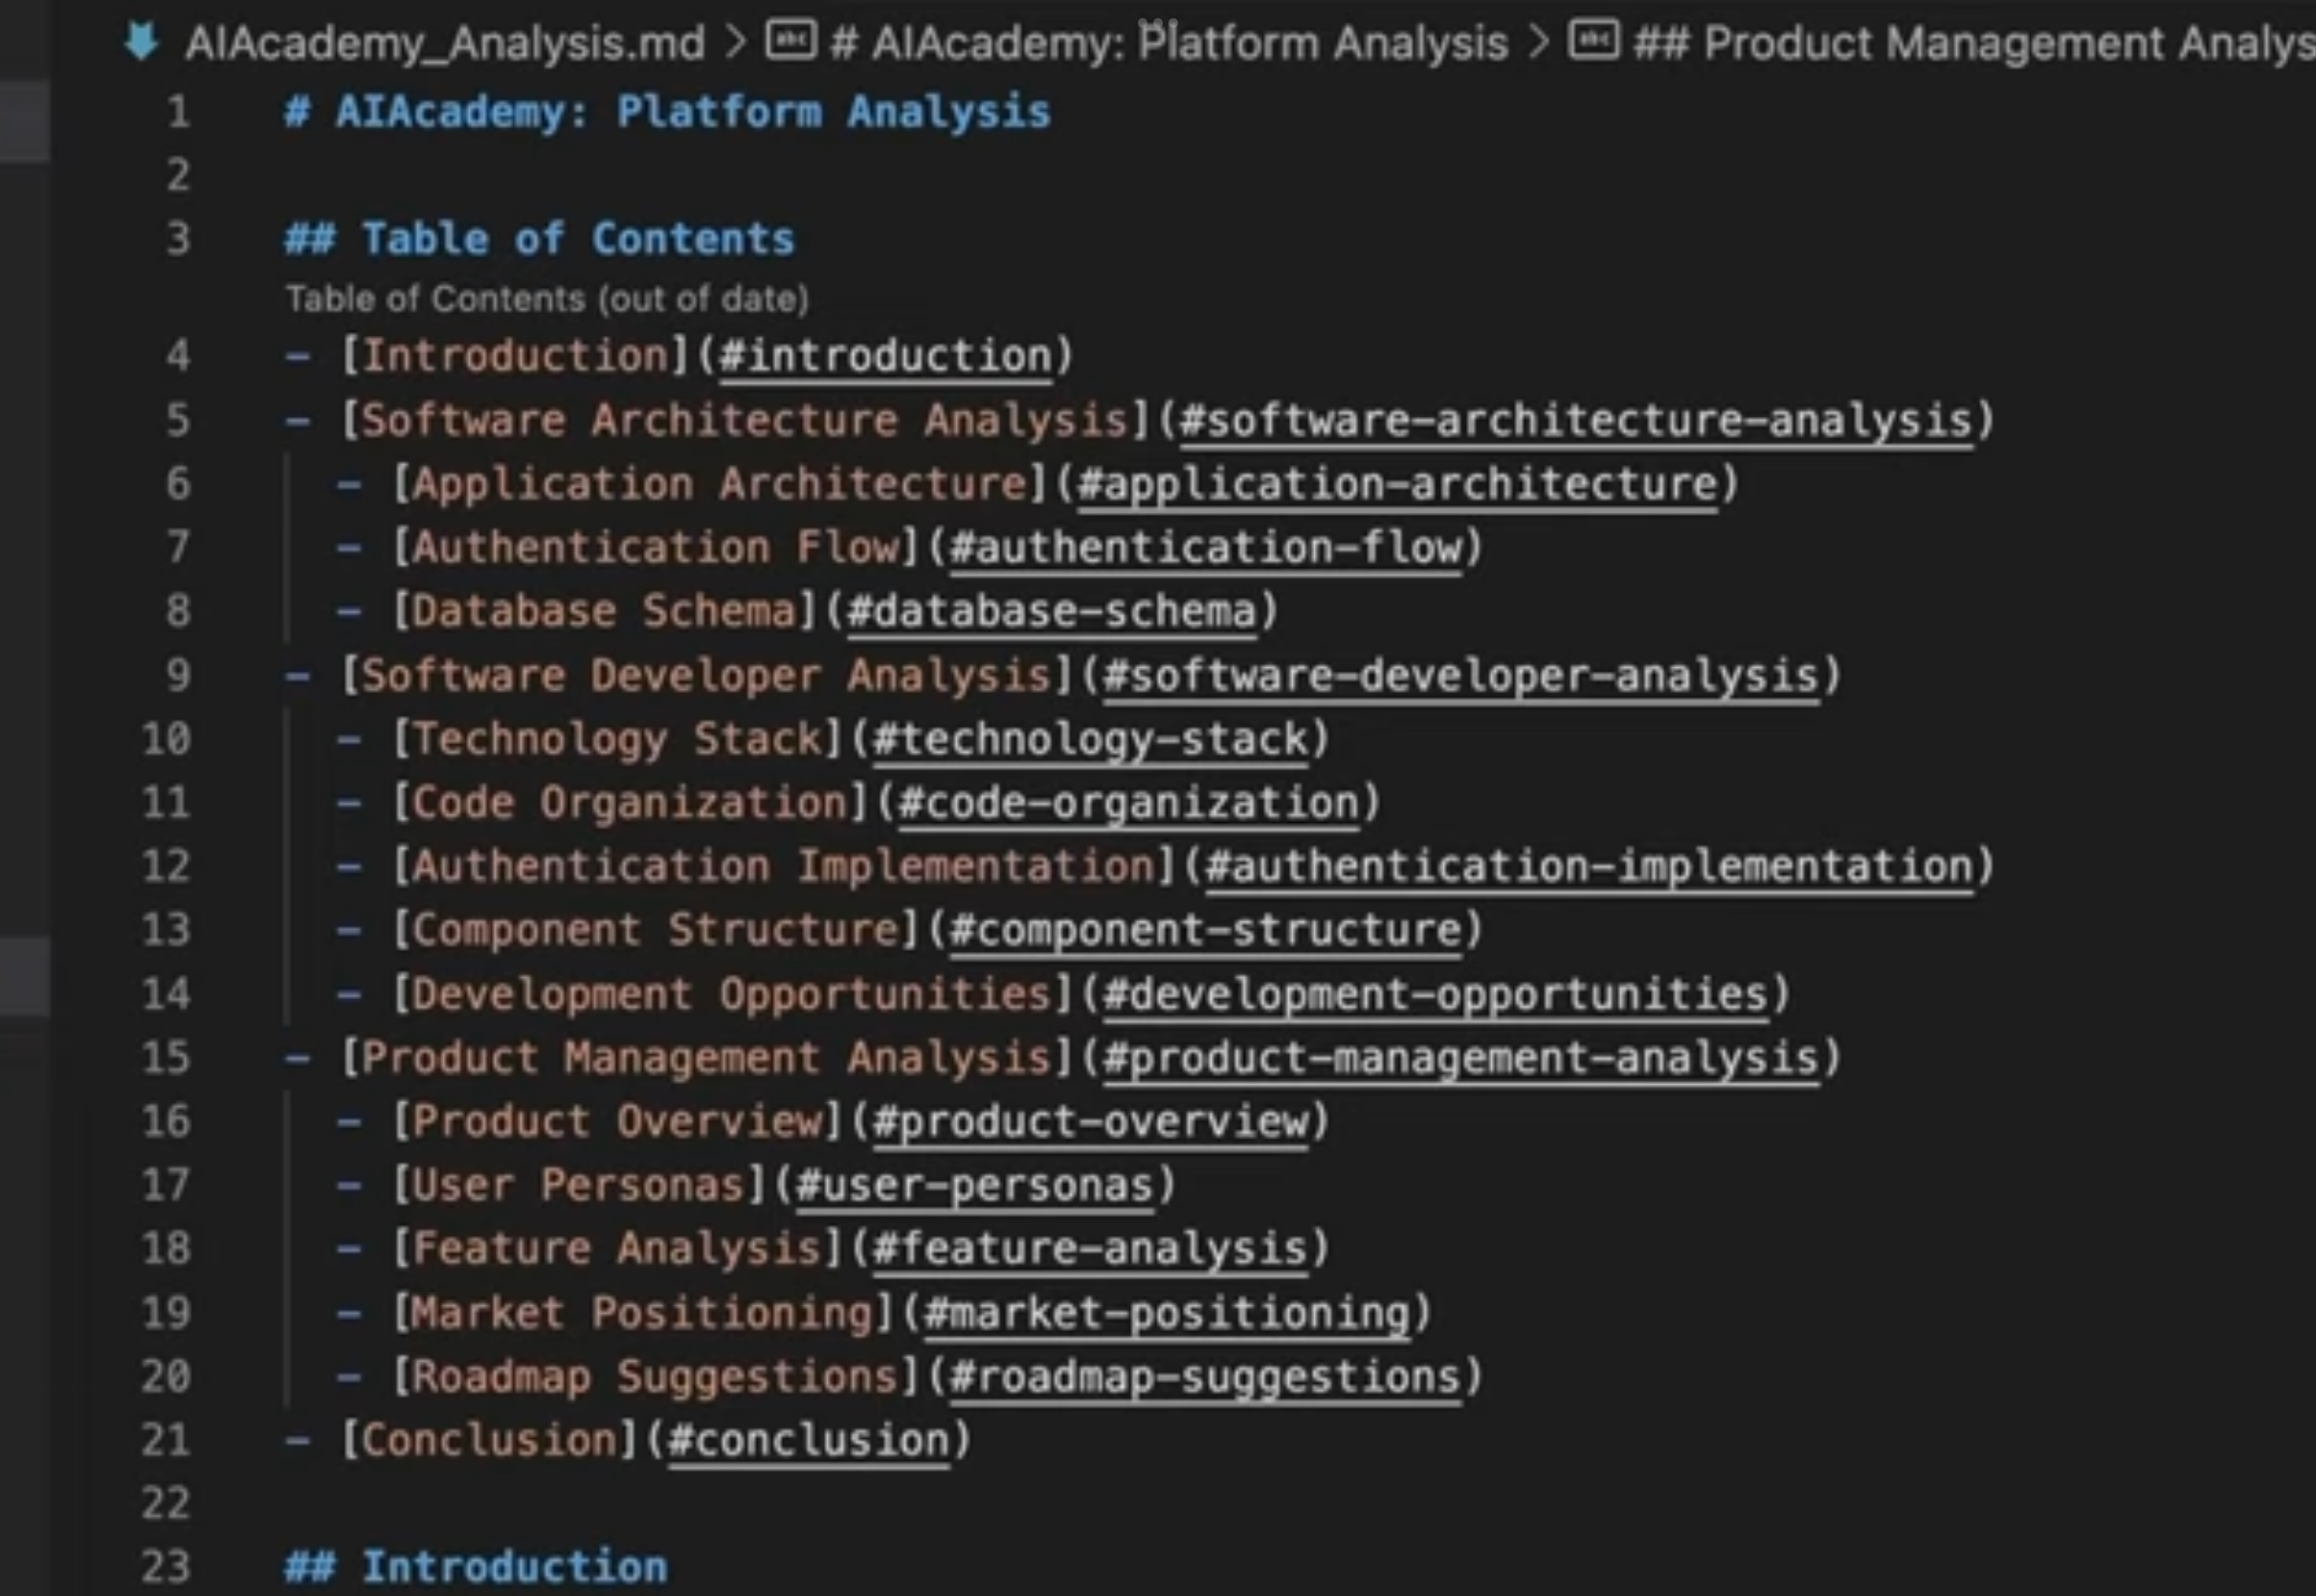 AIAcademy_Analysis.md > # AIAcademy: Platform Analysis > ## Product Management Analys
1 # AIAcademy: Platform Analysis
2
3 ## Table of Contents
Table of Contents (out of date)
4 - [Introduction](#introduction)
5 - [Software Architecture Analysis](#software-architecture-analysis)
6 - [Application Architecture](#application-architecture)
7 - [Authentication Flow](#authentication-flow)
8 - [Database Schema](#database-schema)
9 - [Software Developer Analysis](#software-developer-analysis)
10 - [Technology Stack](#technology-stack)
11 - [Code Organization](#code-organization)
12 - [Authentication Implementation](#authentication-implementation)
13 - [Component Structure](#component-structure)
14 - [Development Opportunities](#development-opportunities)
15 - [Product Management Analysis](#product-management-analysis)
16 - [Product Overview](#product-overview)
17 - [User Personas](#user-personas)
18 - [Feature Analysis](#feature-analysis)
19 - [Market Positioning](#market-positioning)
20 - [Roadmap Suggestions](#roadmap-suggestions)
21 - [Conclusion](#conclusion)
22
23 ## Introduction